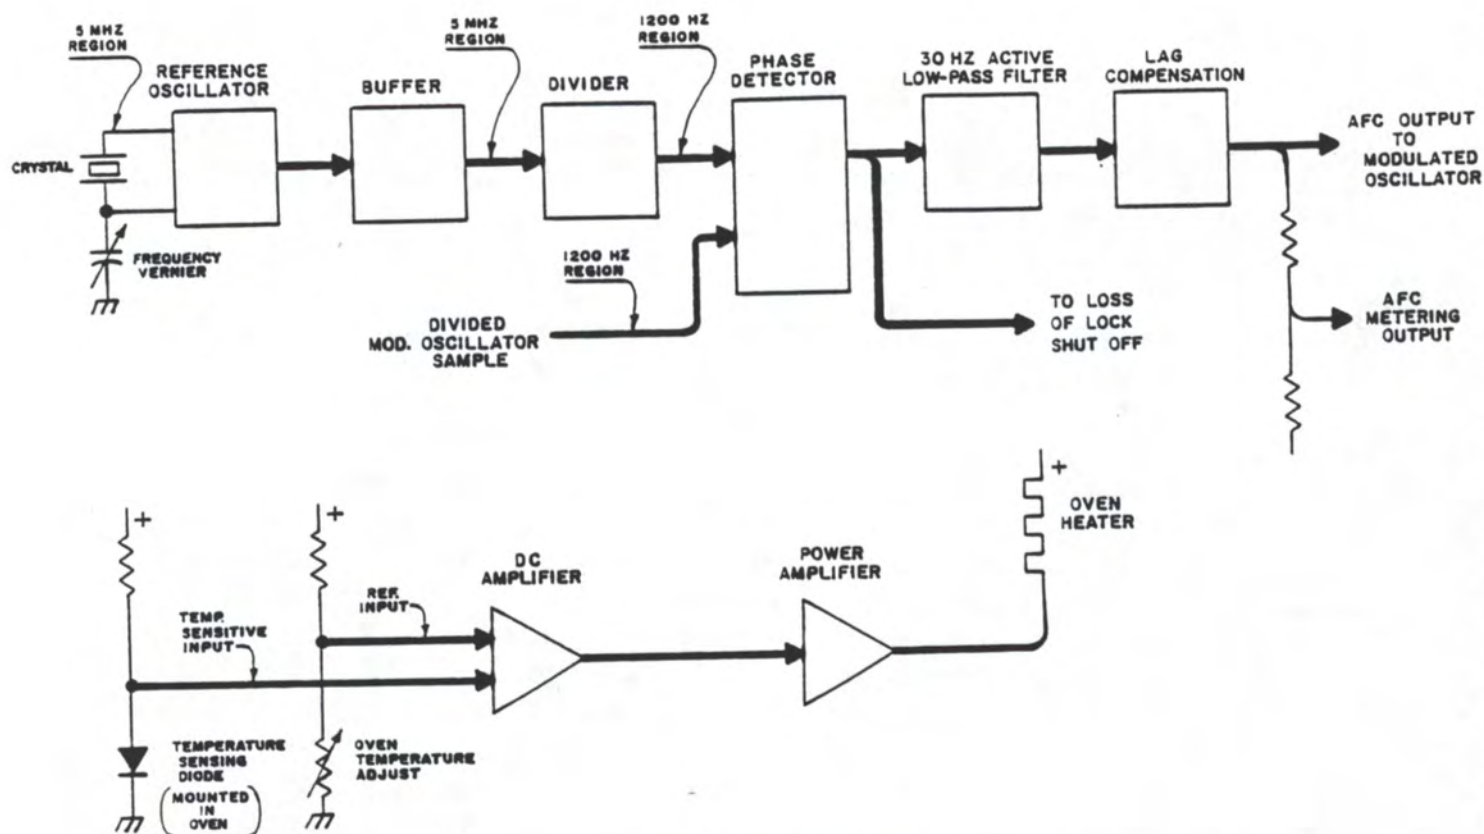 5 MHZ
REGION
REFERENCE
OSCILLATOR
CRYSTAL
FREQUENCY
VERNIER
BUFFER
5 MHZ
REGION
DIVIDER
1200 HZ
REGION
PHASE
DETECTOR
30 HZ ACTIVE
LOW-PASS FILTER
LAG
COMPENSATION
AFC OUTPUT
TO
MODULATED
OSCILLATOR
1200 HZ
REGION
DIVIDED
MOD. OSCILLATOR
SAMPLE
TO LOSS
OF LOCK
SHUT OFF
AFC
METERING
OUTPUT
+
+
TEMP.
SENSITIVE
INPUT
REF.
INPUT
DC
AMPLIFIER
POWER
AMPLIFIER
+
OVEN
HEATER
TEMPERATURE
SENSING
DIODE
(MOUNTED
IN
OVEN)
OVEN
TEMPERATURE
ADJUST